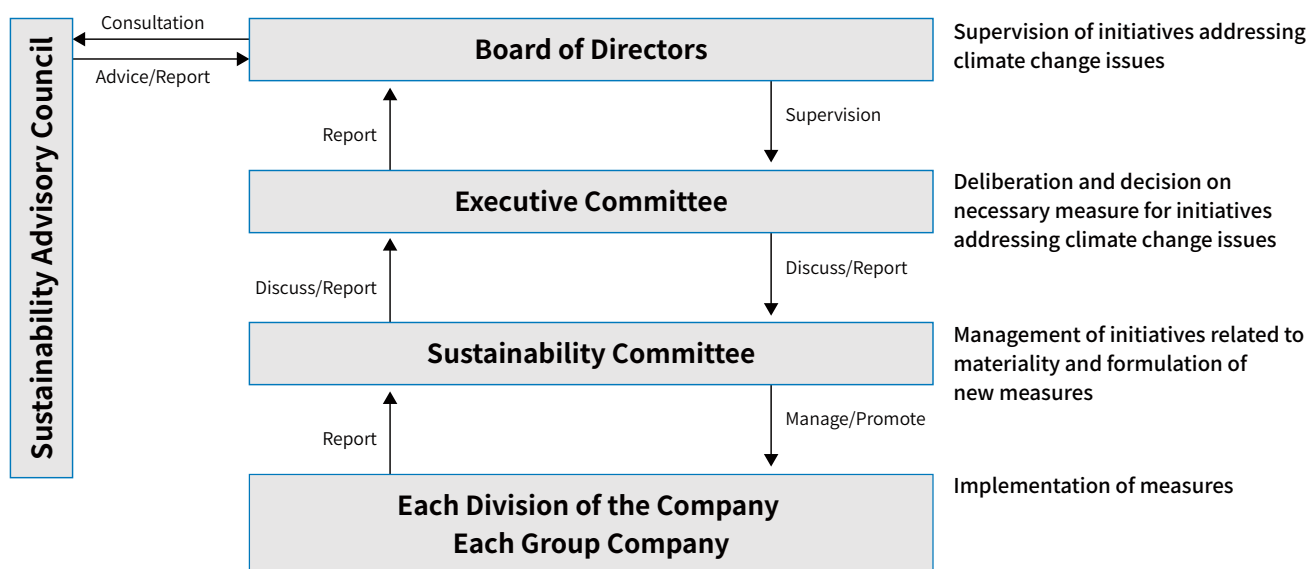 Sustainability Advisory Council
Consultation
Advice/Report
Board of Directors
Supervision of initiatives addressing
climate change issues
Report
Supervision
Executive Committee
Deliberation and decision on
necessary measure for initiatives
addressing climate change issues
Discuss/Report
Discuss/Report
Sustainability Committee
Management of initiatives related to
materiality and formulation of
new measures
Report
Manage/Promote
Each Division of the Company
Each Group Company
Implementation of measures